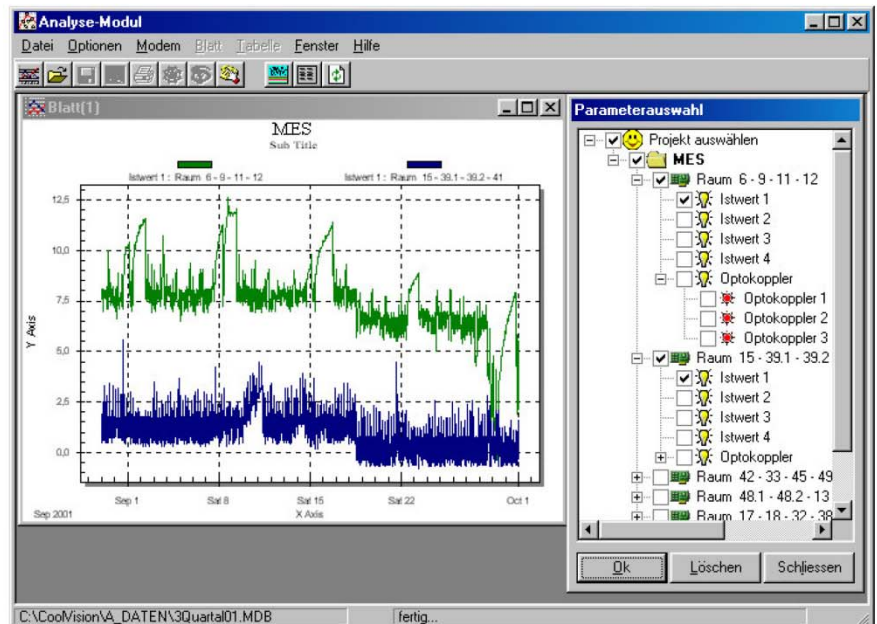 Analyse-Modul
Datei Optionen Modem Blatt Tabelle Fenster Hilfe
Blatt(1)
MES
Sub Title
Istwert 1 : Raum 6 - 9 - 11 - 12
Istwert 1 : Raum 15 - 39.1 - 39.2 - 41
12,5
10,0
7,5
5,0
2,5
0,0
Y Axis
Sep 1
Sat 8
Sat 15
Sat 22
Oct 1
Sep 2001
X Axis
Parameterauswahl
Projekt auswählen
MES
Raum 6 - 9 - 11 - 12
Istwert 1
Istwert 2
Istwert 3
Istwert 4
Optokoppler
Optokoppler 1
Optokoppler 2
Optokoppler 3
Raum 15 - 39.1 - 39.2
Istwert 1
Istwert 2
Istwert 3
Istwert 4
Optokoppler
Raum 42 - 33 - 45 - 49
Raum 48.1 - 48.2 - 13
Raum 17 - 18 - 32 - 38
Ok
Löschen
Schliessen
C:\CoolVision\A_DATEN\3Quartal01.MDB
fertig...